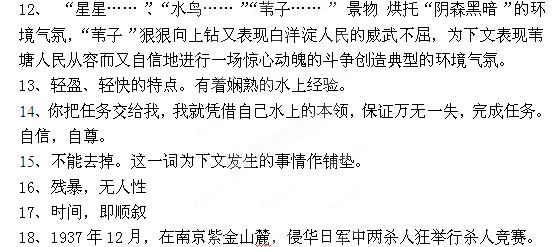 12、 “星星……”、“水鸟……”“苇子……” 景物 烘托“阴森黑暗”的环
境气氛，“苇子”狠狠向上钻又表现白洋淀人民的威武不屈，为下文表现苇
塘人民从容而又自信地进行一场惊心动魄的斗争创造典型的环境气氛。
13、轻盈、轻快的特点。有着娴熟的水上经验。
14、你把任务交给我，我就凭借自己水上的本领，保证万无一失，完成任务。
自信，自尊。
15、不能去掉。这一词为下文发生的事情作铺垫。
16、残暴，无人性
17、时间，即顺叙
18、1937年12月，在南京紫金山麓，侵华日军中两杀人狂举行杀人竞赛。